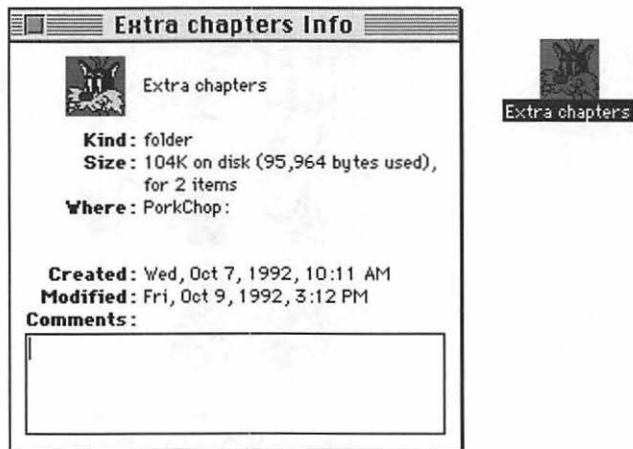 Extra chapters Info
Extra chapters
Extra chapters
Kind: folder
Size: 104K on disk (95,964 bytes used),
for 2 items
Where: PorkChop:
Created: Wed, Oct 7, 1992, 10:11 AM
Modified: Fri, Oct 9, 1992, 3:12 PM
Comments: